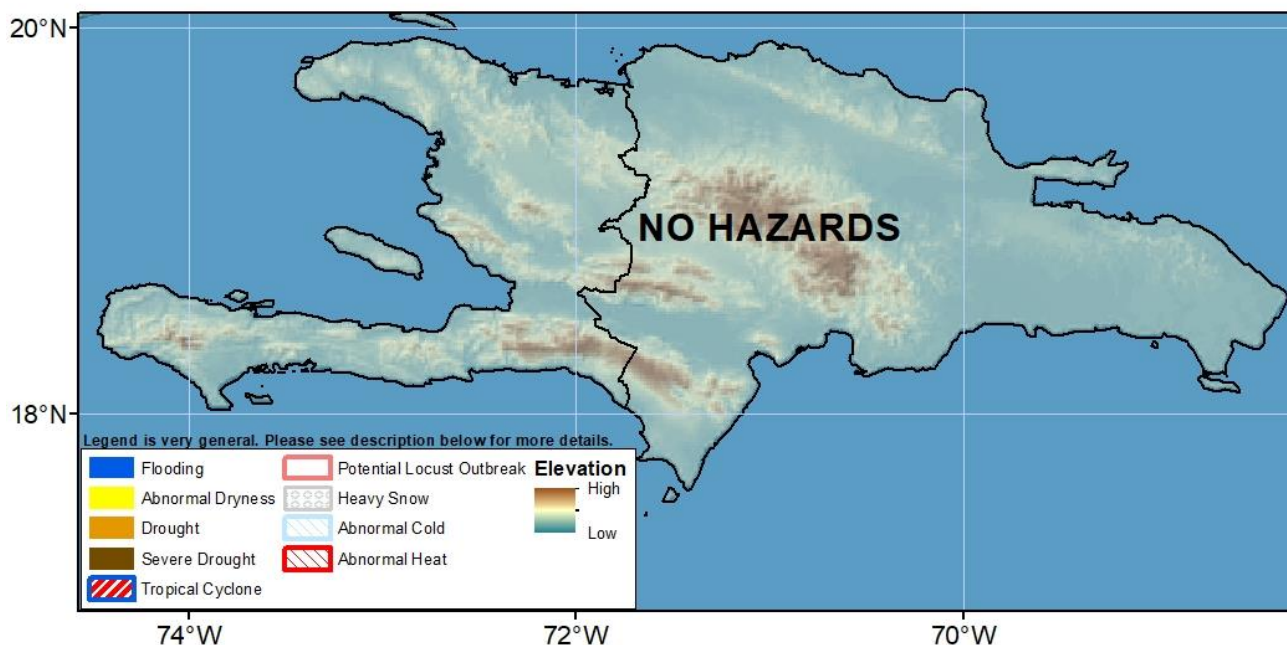 20°N
NO HAZARDS
18°N
Legend is very general. Please see description below for more details.
Flooding
Abnormal Dryness
Drought
Severe Drought
Tropical Cyclone
Potential Locust Outbreak
Heavy Snow
Abnormal Cold
Abnormal Heat
Elevation
High
Low
74°W
72°W
70°W